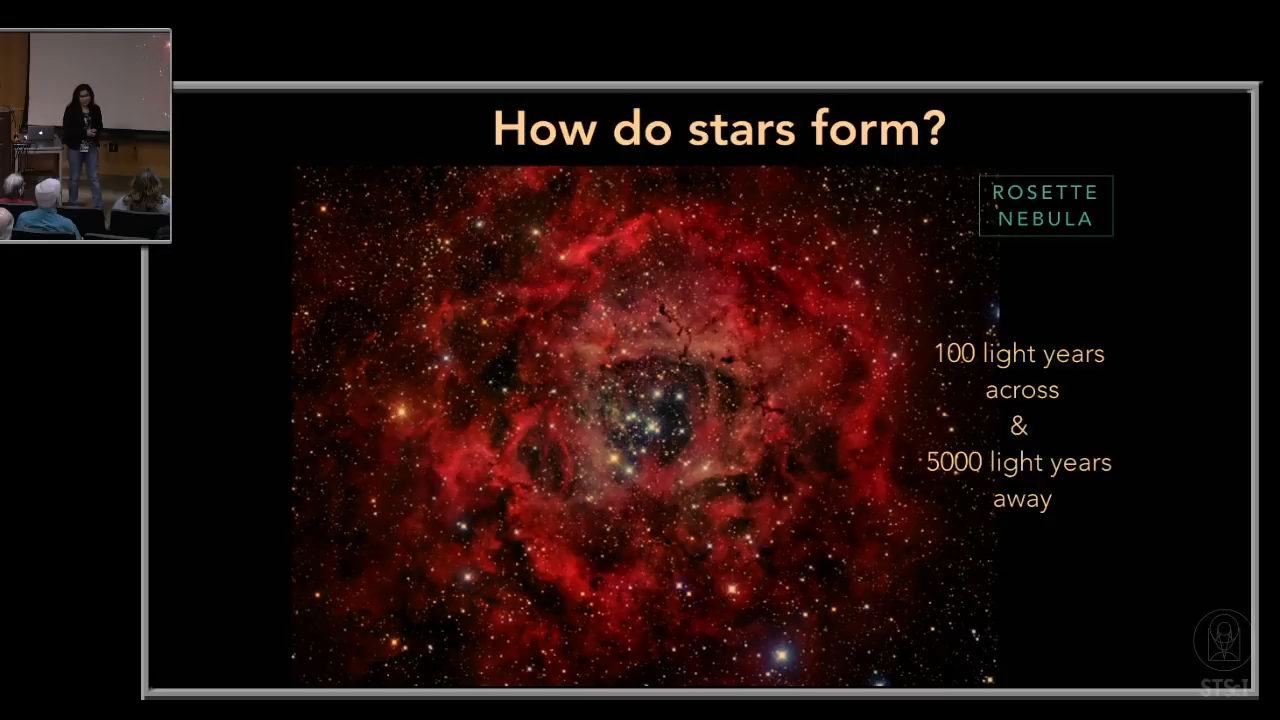 How do stars form?
ROSETTE
NEBULA
100 light years
across
&
5000 light years
away
STScI